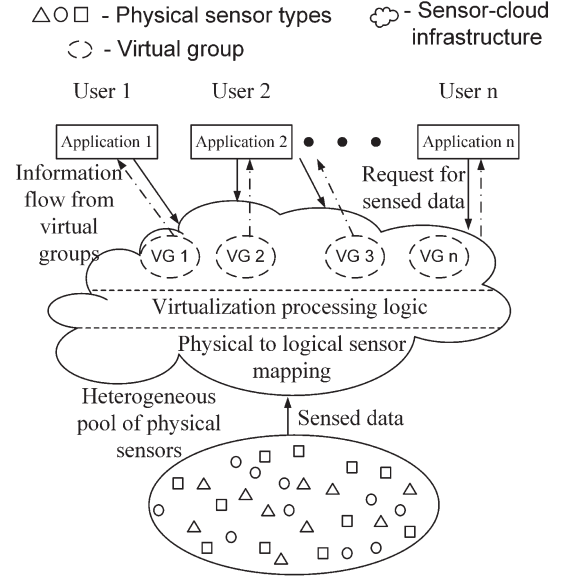 - Physical sensor types
- Sensor-cloud
infrastructure
- Virtual group
User 1
User 2
User n
Application 1
Application 2
Application n
Information
flow from
virtual
groups
Request for
sensed data
VG 1
VG 2
VG 3
VG n
Virtualization processing logic
Physical to logical sensor
mapping
Heterogeneous
pool of physical
sensors
Sensed data